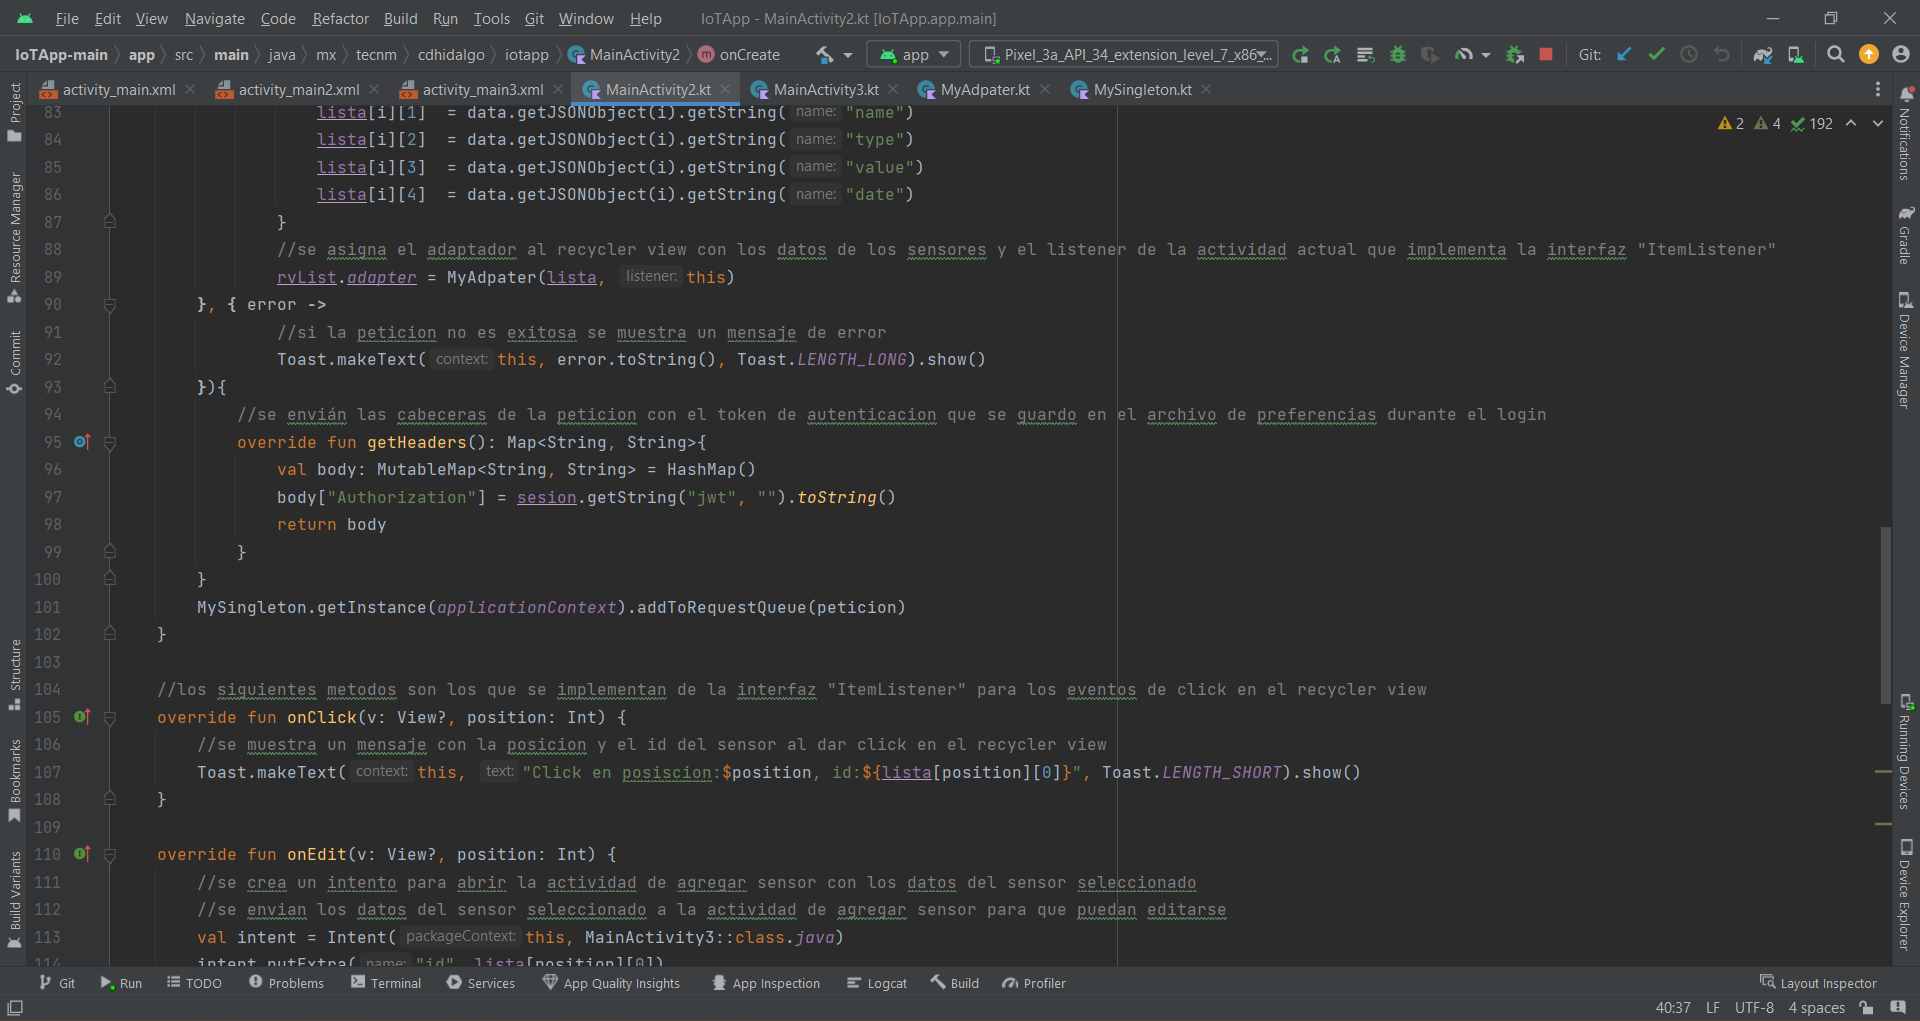 File Edit View Navigate Code Refactor Build Run Tools Git Window Help IoTApp - MainActivity2.kt [IoTApp.app.main]
IoTApp-main app src main java mx tecnm cdhidalgo iotapp MainActivity2 onCreate app Pixel_3a_API_34_extension_level_7_x86... Git:
activity_main.xml activity_main2.xml activity_main3.xml MainActivity2.kt MainActivity3.kt MyAdpater.kt MySingleton.kt
2 4 192
83 lista[i][1] = data.getJSONObject(i).getString( name: "name")
84 lista[i][2] = data.getJSONObject(i).getString( name: "type")
85 lista[i][3] = data.getJSONObject(i).getString( name: "value")
86 lista[i][4] = data.getJSONObject(i).getString( name: "date")
87 }
88 //se asigna el adaptador al recycler view con los datos de los sensores y el listener de la actividad actual que implementa la interfaz "ItemListener"
89 rvList.adapter = MyAdpater(lista, listener: this)
90 }, { error ->
91 //si la peticion no es exitosa se muestra un mensaje de error
92 Toast.makeText( context: this, error.toString(), Toast.LENGTH_LONG).show()
93 }){
94 //se envián las cabeceras de la peticion con el token de autenticacion que se guardo en el archivo de preferencias durante el login
95 override fun getHeaders(): Map<String, String>{
96 val body: MutableMap<String, String> = HashMap()
97 body["Authorization"] = sesion.getString("jwt", "").toString()
98 return body
99 }
100 }
101 MySingleton.getInstance(applicationContext).addToRequestQueue(peticion)
102 }
103
104 //los siguientes metodos son los que se implementan de la interfaz "ItemListener" para los eventos de click en el recycler view
105 override fun onClick(v: View?, position: Int) {
106 //se muestra un mensaje con la posicion y el id del sensor al dar click en el recycler view
107 Toast.makeText( context: this, text: "Click en posiscion:$position, id:${lista[position][0]}", Toast.LENGTH_SHORT).show()
108 }
109
110 override fun onEdit(v: View?, position: Int) {
111 //se crea un intento para abrir la actividad de agregar sensor con los datos del sensor seleccionado
112 //se envian los datos del sensor seleccionado a la actividad de agregar sensor para que puedan editarse
113 val intent = Intent( packageContext: this, MainActivity3::class.java)
114 intent.putExtra( name: "id", lista[position][0])
Project
Resource Manager
Commit
Structure
Bookmarks
Build Variants
Notifications
Gradle
Device Manager
Running Devices
Device Explorer
Git Run TODO Problems Terminal Services App Quality Insights App Inspection Logcat Build Profiler Layout Inspector
40:37 LF UTF-8 4 spaces